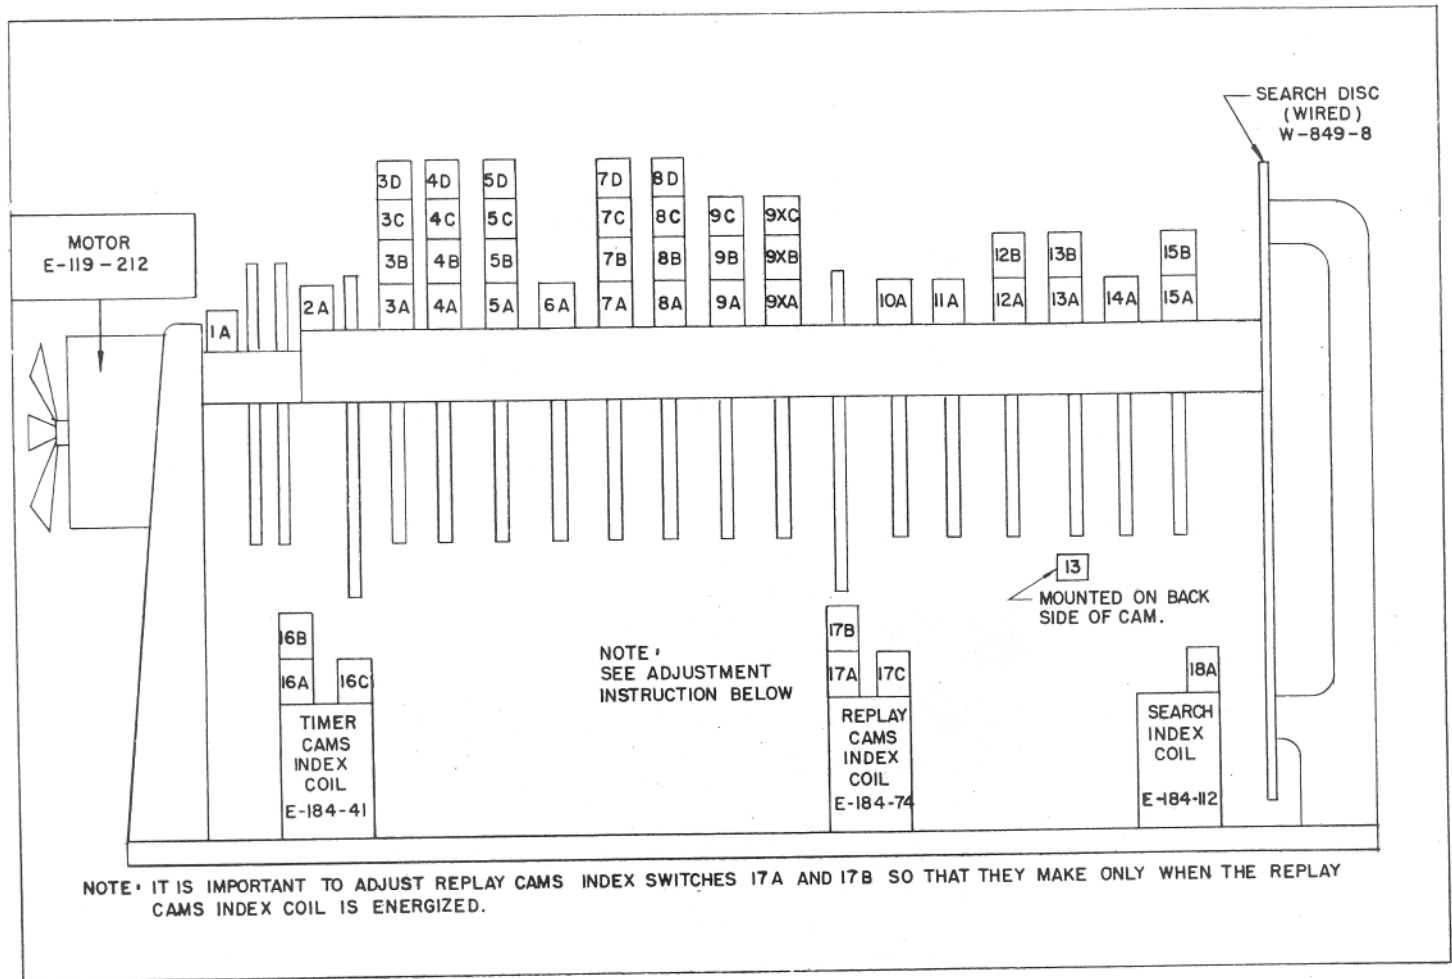 SEARCH DISC
(WIRED)
W-849-8
MOTOR
E-119-212
3D 4D 5D 7D 8D
3C 4C 5C 7C 8C 9C 9XC
3B 4B 5B 7B 8B 9B 9XB 12B 13B 15B
1A 2A 3A 4A 5A 6A 7A 8A 9A 9XA 10A 11A 12A 13A 14A 15A
13
MOUNTED ON BACK
SIDE OF CAM.
16B
16A 16C
TIMER
CAMS
INDEX
COIL
E-184-41
NOTE:
SEE ADJUSTMENT
INSTRUCTION BELOW
17B
17A 17C
REPLAY
CAMS
INDEX
COIL
E-184-74
18A
SEARCH
INDEX
COIL
E-184-112
NOTE: IT IS IMPORTANT TO ADJUST REPLAY CAMS INDEX SWITCHES 17A AND 17B SO THAT THEY MAKE ONLY WHEN THE REPLAY
CAMS INDEX COIL IS ENERGIZED.